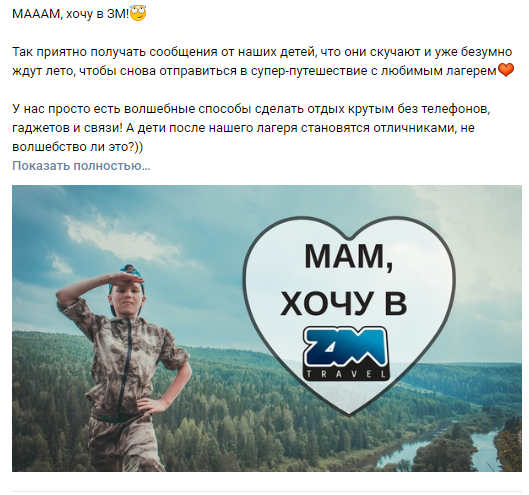 МАААМ, хочу в ЗМ!
Так приятно получать сообщения от наших детей, что они скучают и уже безумно
ждут лето, чтобы снова отправиться в супер-путешествие с любимым лагерем
У нас просто есть волшебные способы сделать отдых крутым без телефонов,
гаджетов и связи! А дети после нашего лагеря становятся отличниками, не
волшебство ли это?))
Показать полностью…
МАМ,
ХОЧУ В
ZM
TRAVEL